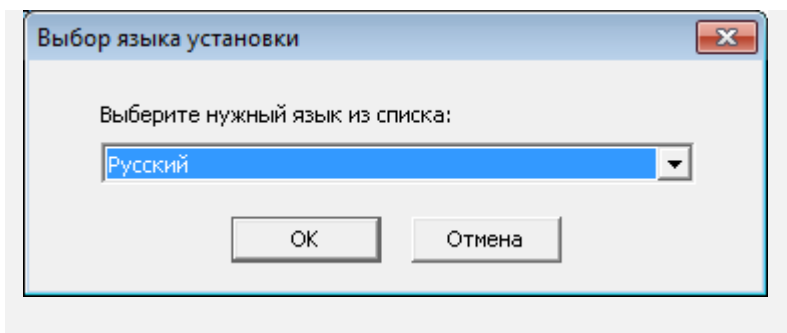 Выбор языка установки
Выберите нужный язык из списка:
Русский
OK
Отмена